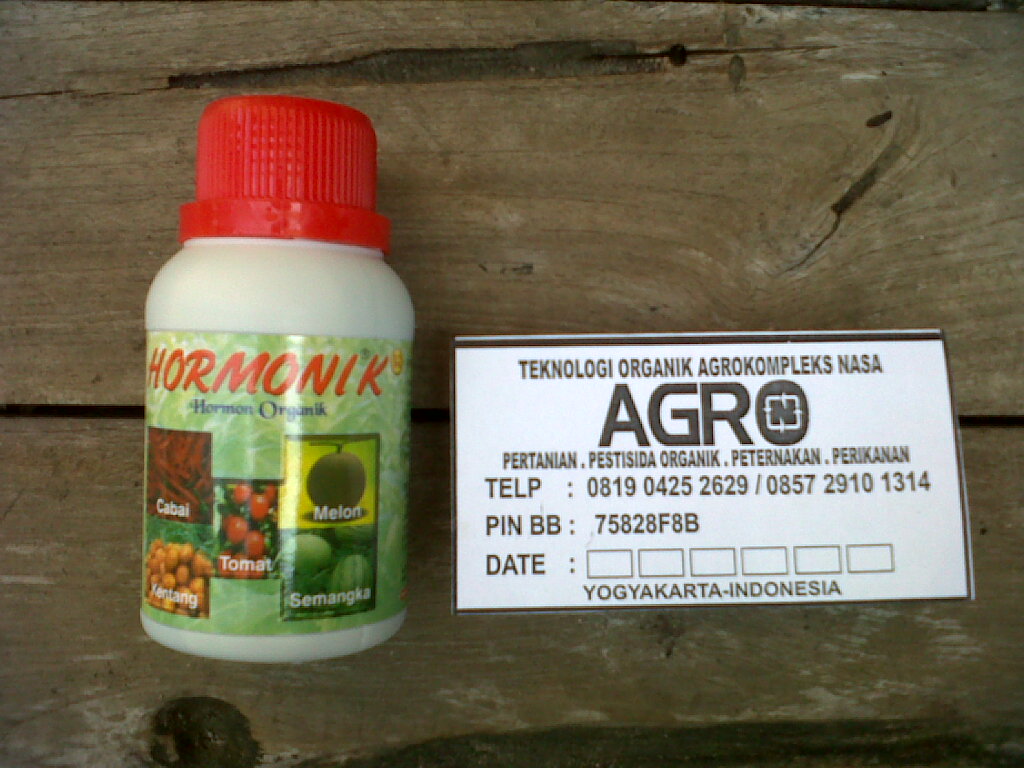 HORMONIK
Hormon Organik
Cabai
Melon
Tomat
Kentang
Semangka
TEKNOLOGI ORGANIK AGROKOMPLEKS NASA
AGRO
PERTANIAN . PESTISIDA ORGANIK . PETERNAKAN . PERIKANAN
TELP : 0819 0425 2629 / 0857 2910 1314
PIN BB : 75828F8B
DATE :
YOGYAKARTA-INDONESIA